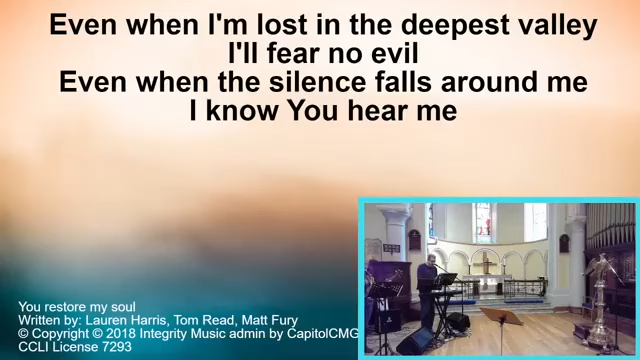 Even when I'm lost in the deepest valley
I'll fear no evil
Even when the silence falls around me
I know You hear me
You restore my soul
Written by: Lauren Harris, Tom Read, Matt Fury
© Copyright © 2018 Integrity Music admin by CapitolCMG
CCLI License 7293